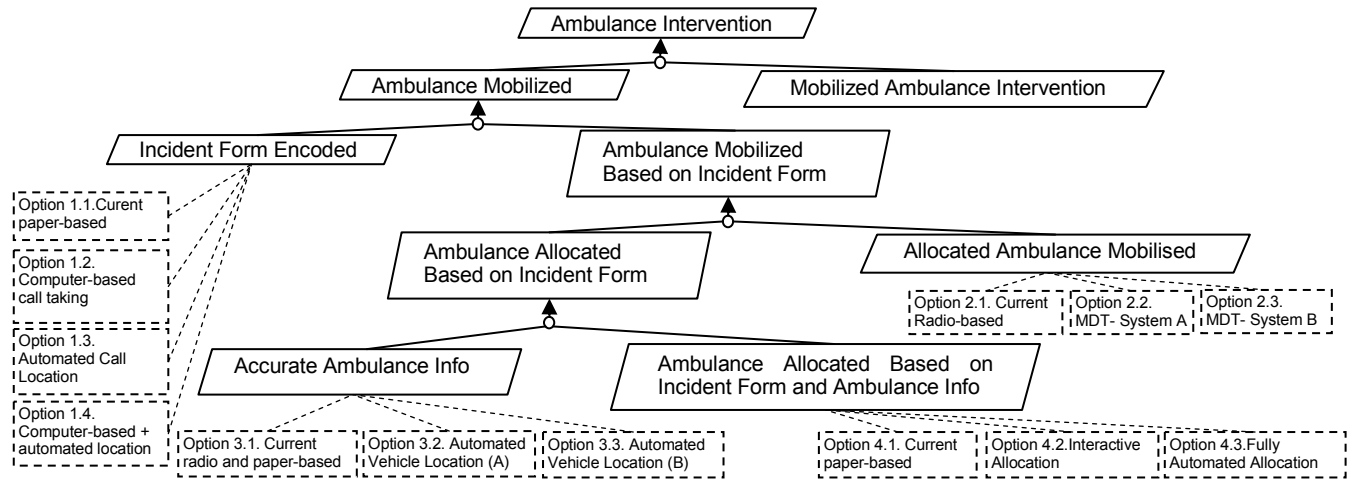 Ambulance Intervention
Ambulance Mobilized
Mobilized Ambulance Intervention
Incident Form Encoded
Ambulance Mobilized
Based on Incident Form
Option 1.1.Curent
paper-based
Option 1.2.
Computer-based
call taking
Option 1.3.
Automated Call
Location
Option 1.4.
Computer-based +
automated location
Ambulance Allocated
Based on Incident Form
Allocated Ambulance Mobilised
Option 2.1. Current
Radio-based
Option 2.2.
MDT- System A
Option 2.3.
MDT- System B
Accurate Ambulance Info
Ambulance Allocated Based on
Incident Form and Ambulance Info
Option 3.1. Current
radio and paper-based
Option 3.2. Automated
Vehicle Location (A)
Option 3.3. Automated
Vehicle Location (B)
Option 4.1. Current
paper-based
Option 4.2.Interactive
Allocation
Option 4.3.Fully
Automated Allocation